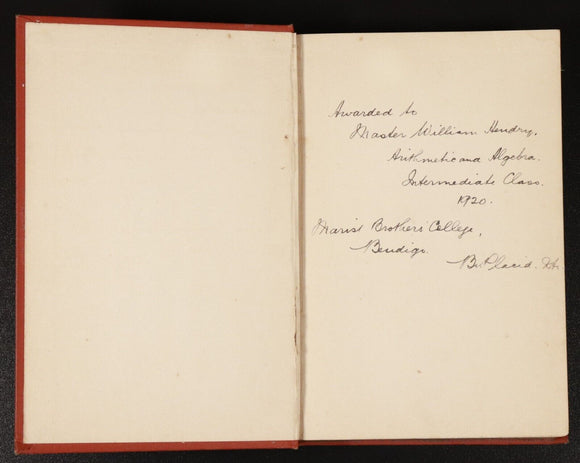 Awarded to
Master William Hendry.
Arithmetic and Algebra.
Intermediate Class.
1920.
Marist Brothers' College,
Bendigo.
Br. Placid.